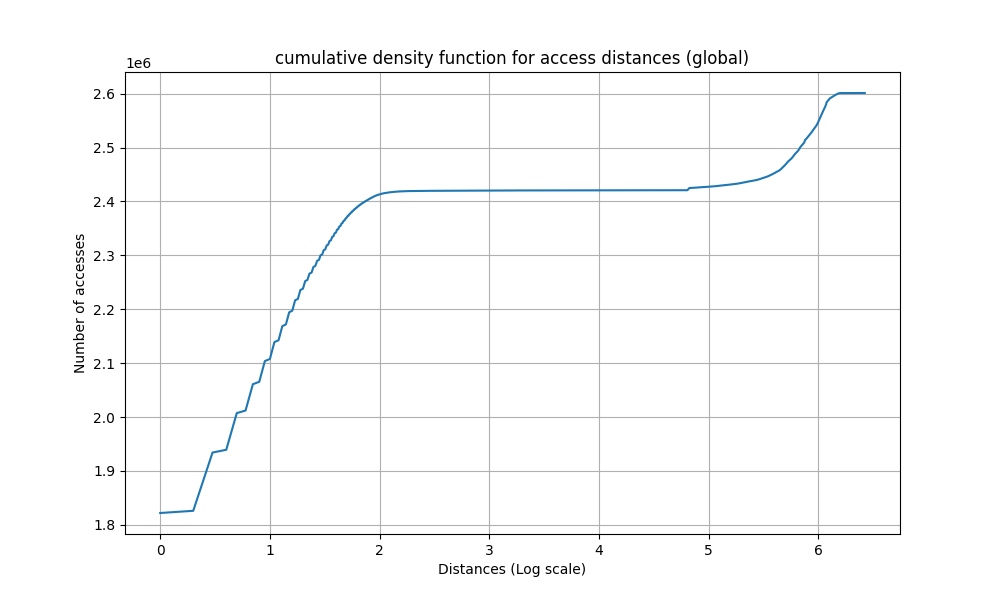 cumulative density function for access distances (global)
1e6
2.6
2.5
2.4
2.3
2.2
2.1
2.0
1.9
1.8
Number of accesses
0 1 2 3 4 5 6
Distances (Log scale)